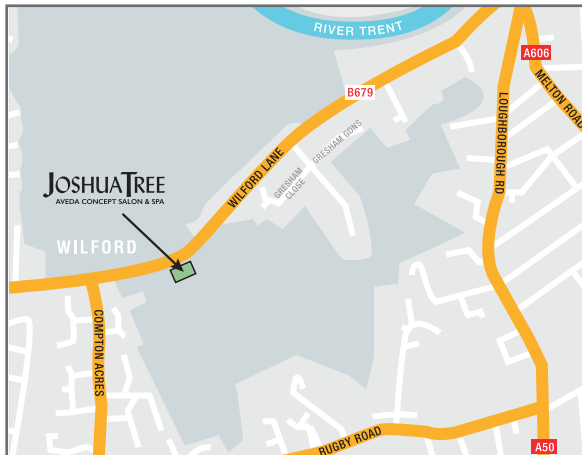 RIVER TRENT
A606
MELTON ROAD
B679
LOUGHBOROUGH RD
GRESHAM GDNS
WILFORD LANE
GRESHAM
CLOSE
JOSHUA TREE
AVEDA CONCEPT SALON & SPA
WILFORD
COMPTON ACRES
RUGBY ROAD
A50